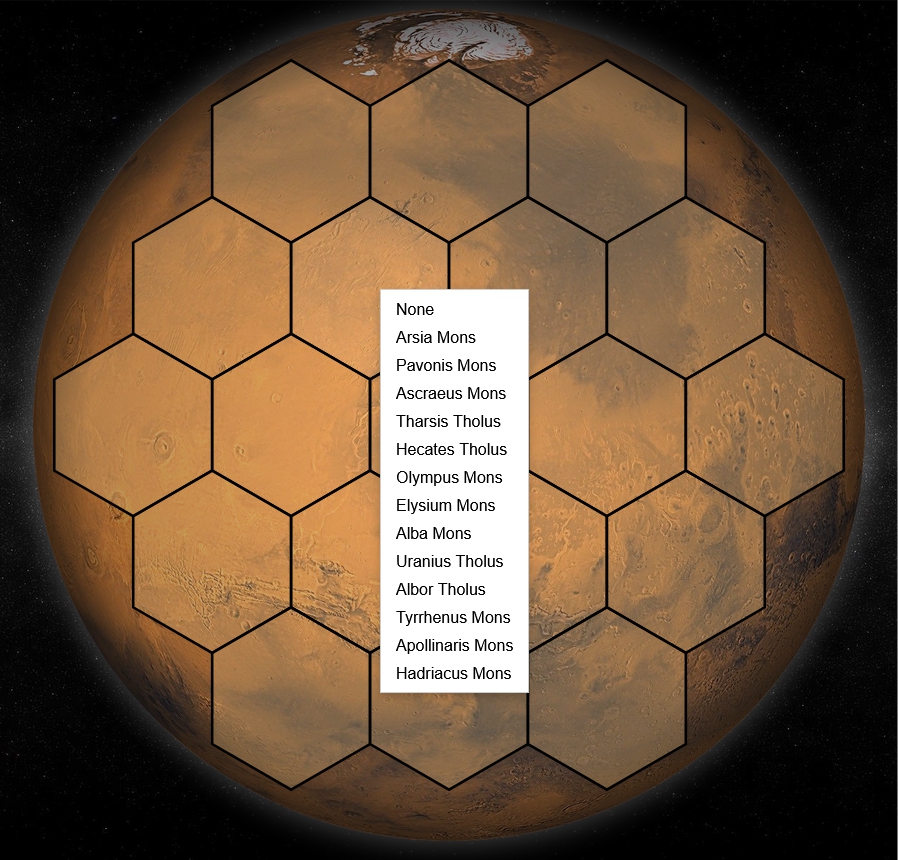 None
Arsia Mons
Pavonis Mons
Ascraeus Mons
Tharsis Tholus
Hecates Tholus
Olympus Mons
Elysium Mons
Alba Mons
Uranius Tholus
Albor Tholus
Tyrrhenus Mons
Apollinaris Mons
Hadriacus Mons